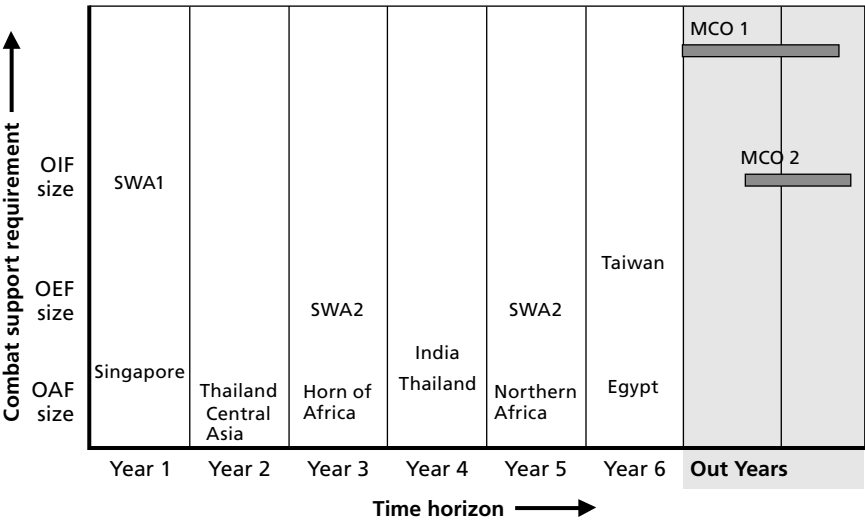 MCO 1
MCO 2
Combat support requirement
OIF
size
SWA1
Taiwan
OEF
size
SWA2
SWA2
India
Singapore
Thailand
OAF
size
Thailand
Central
Asia
Horn of
Africa
Northern
Africa
Egypt
Year 1
Year 2
Year 3
Year 4
Year 5
Year 6
Out Years
Time horizon